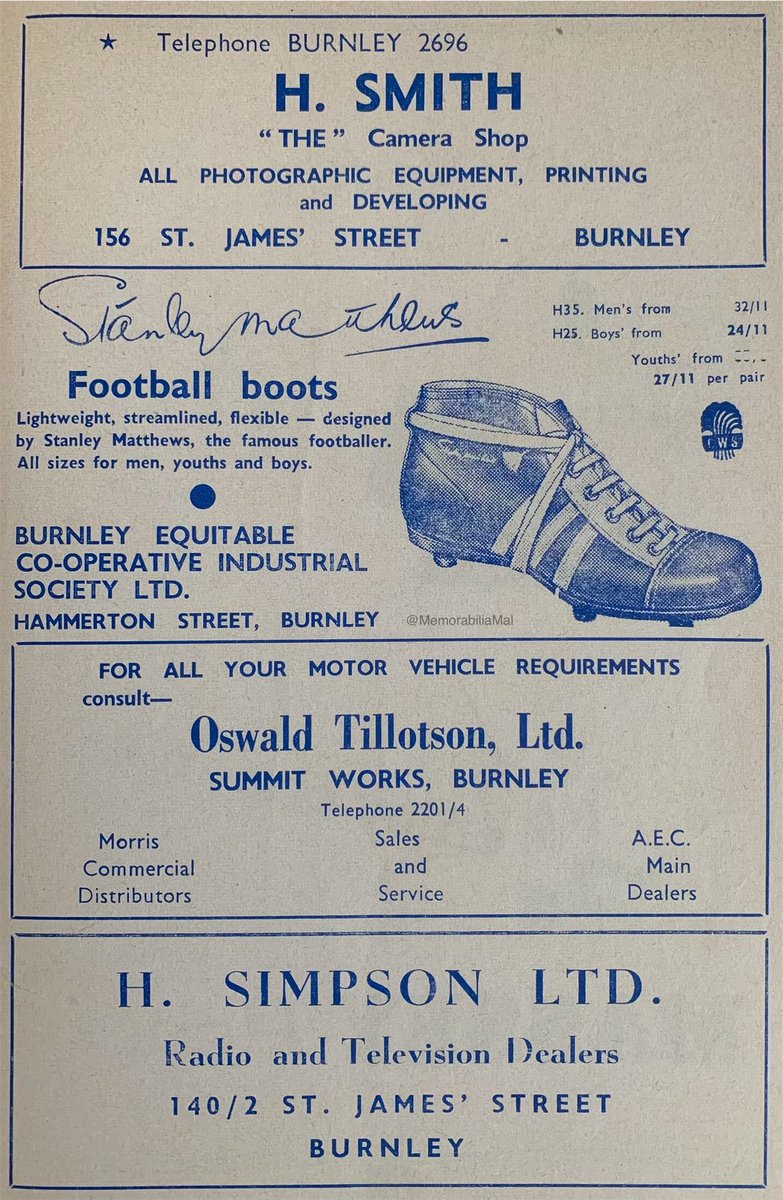 ★ Telephone BURNLEY 2696
H. SMITH
“THE” Camera Shop
ALL PHOTOGRAPHIC EQUIPMENT, PRINTING
and DEVELOPING
156 ST. JAMES’ STREET - BURNLEY
Stanley Matthews
H35. Men's from 32/11
H25. Boys' from 24/11
Youths' from
27/11 per pair
Football boots
Lightweight, streamlined, flexible — designed
by Stanley Matthews, the famous footballer.
All sizes for men, youths and boys.
CWS
BURNLEY EQUITABLE
CO-OPERATIVE INDUSTRIAL
SOCIETY LTD.
HAMMERTON STREET, BURNLEY
@MemorabiliaMal
FOR ALL YOUR MOTOR VEHICLE REQUIREMENTS
consult—
Oswald Tillotson, Ltd.
SUMMIT WORKS, BURNLEY
Telephone 2201/4
Morris Sales A.E.C.
Commercial and Main
Distributors Service Dealers
H. SIMPSON LTD.
Radio and Television Dealers
140/2 ST. JAMES’ STREET
BURNLEY